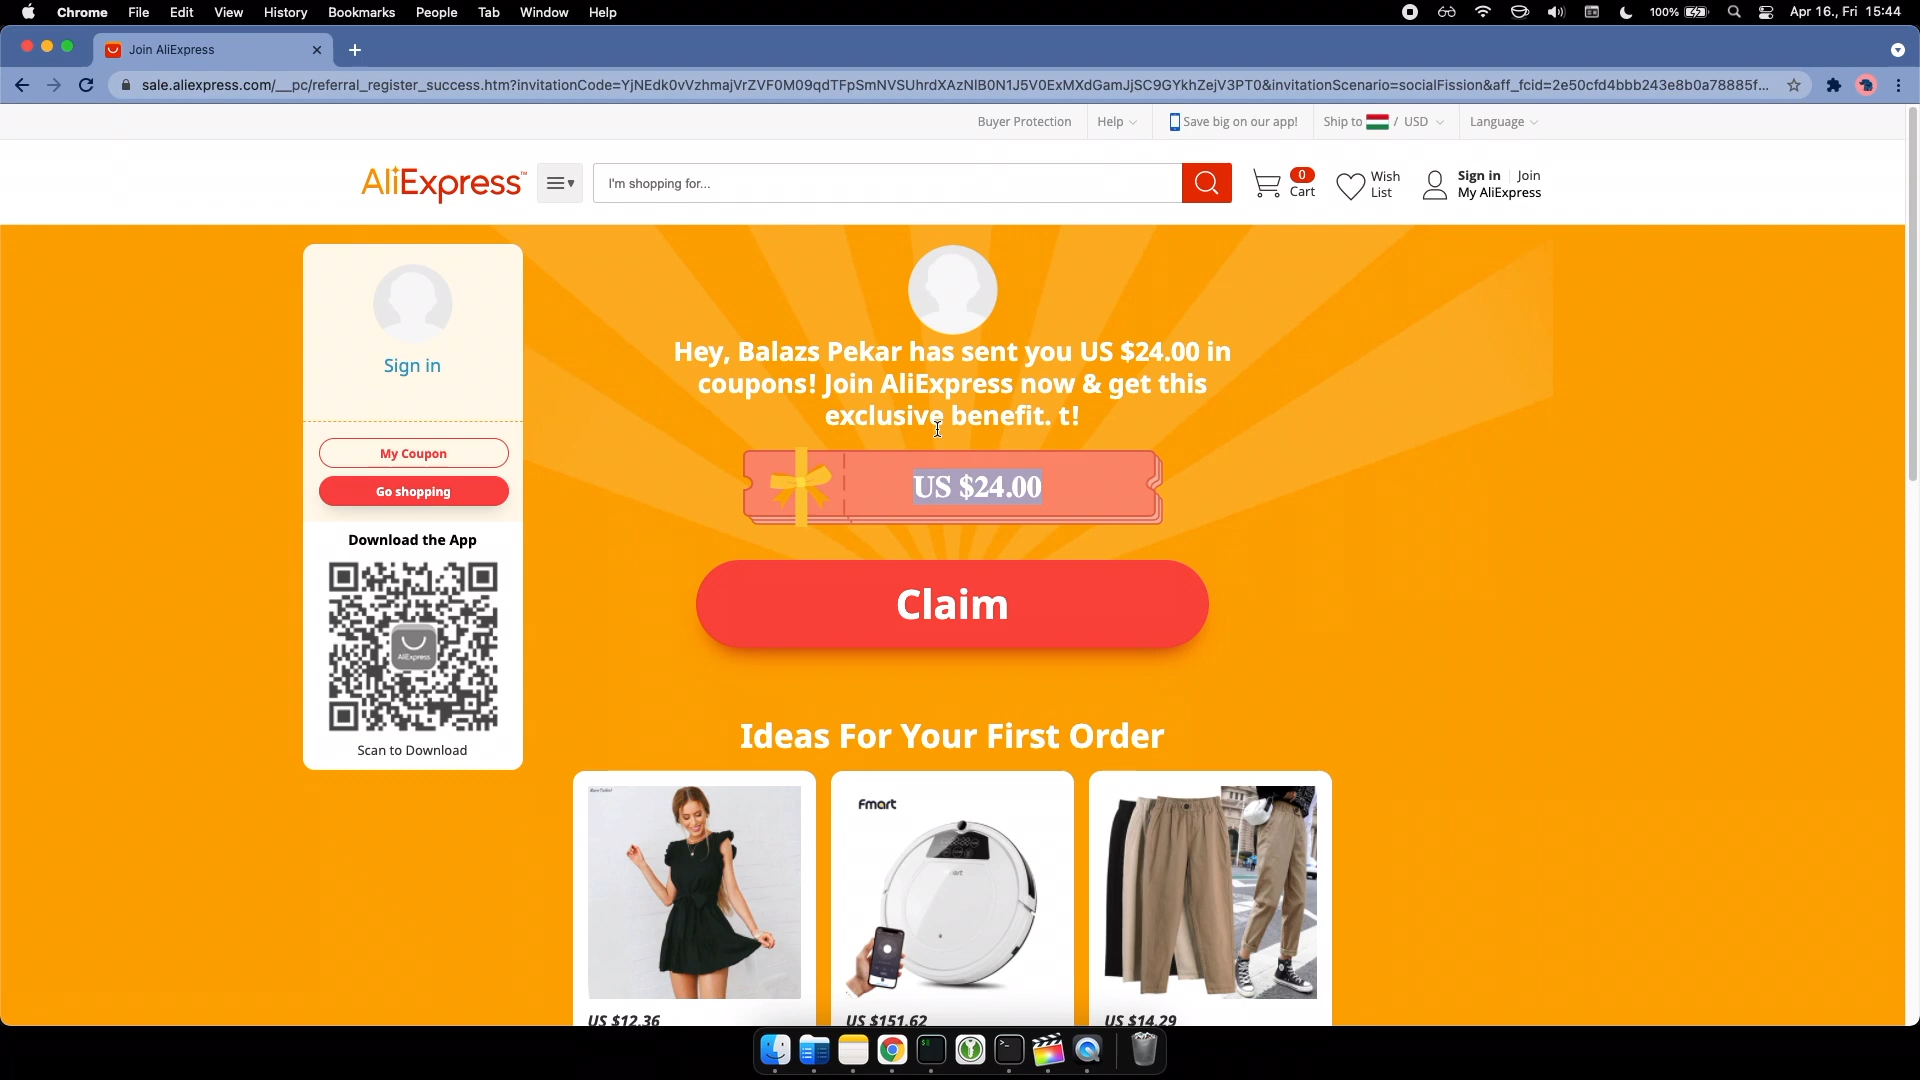 Chrome File Edit View History Bookmarks People Tab Window Help 100% Apr 16., Fri 15:44
Join AliExpress
sale.aliexpress.com/__pc/referral_register_success.htm?invitationCode=YjNEdk0vVzhmajVrZVF0M09qdTFpSmNVSUhrdXAzNlB0N1J5V0ExMXdGamJjSC9GYkhZejV3PT0&invitationScenario=socialFission&aff_fcid=2e50cfd4bbb243e8b0a78885f...
Buyer Protection Help Save big on our app! Ship to / USD Language
AliExpress™ I'm shopping for... 0 Cart Wish List Sign in Join My AliExpress
Sign in
My Coupon
Go shopping
Download the App
AliExpress
Scan to Download
Hey, Balazs Pekar has sent you US $24.00 in
coupons! Join AliExpress now & get this
exclusive benefit. t!
US $24.00
Claim
Ideas For Your First Order
Fmart
US $12.36 US $151.62 US $14.29